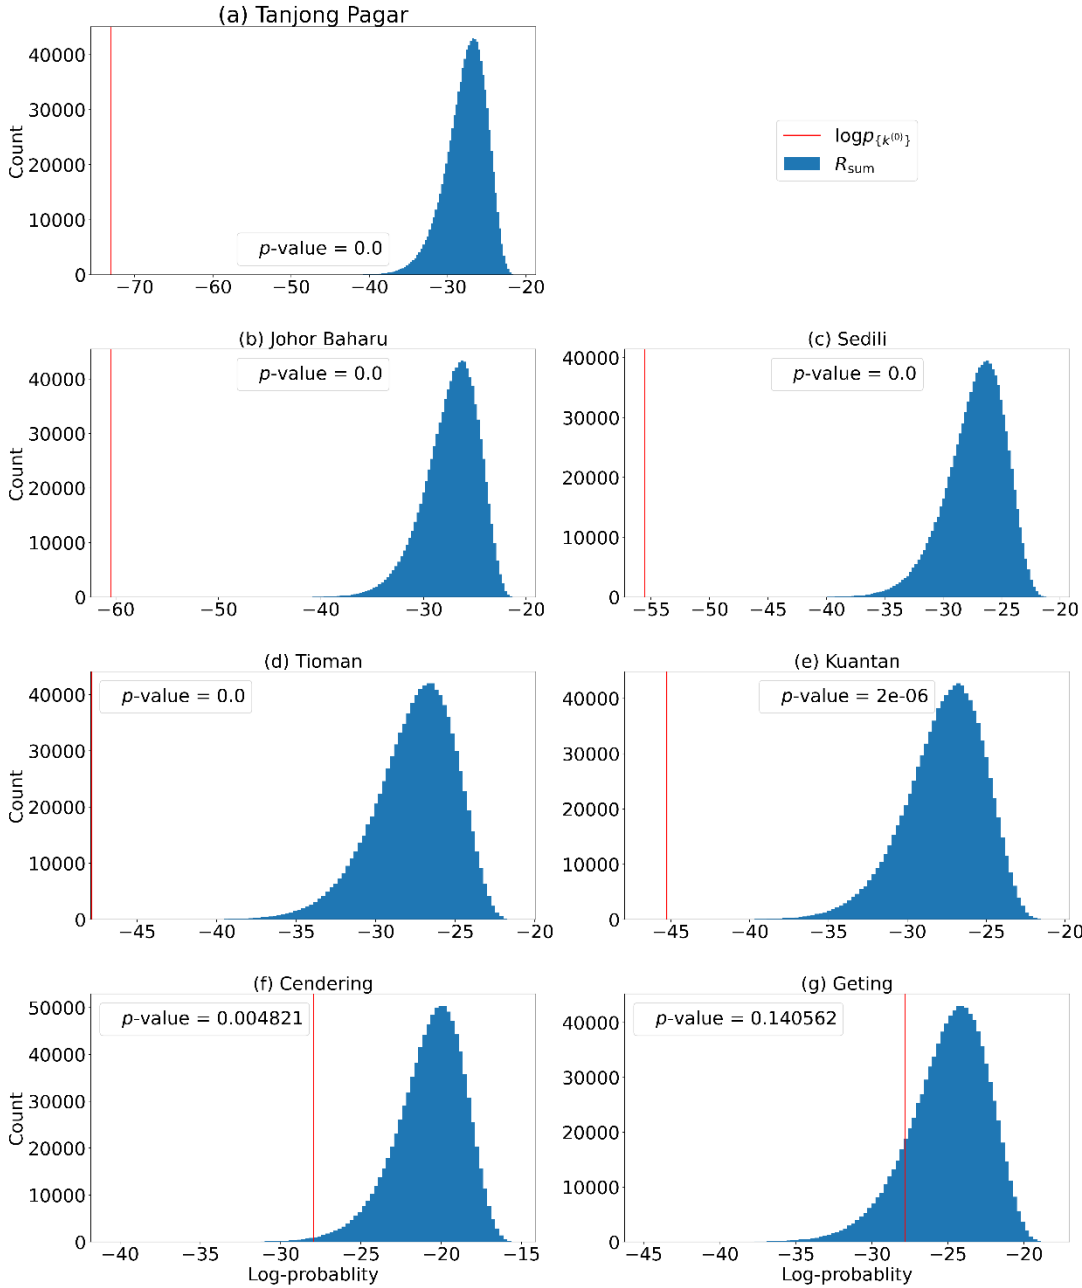 (a) Tanjong Pagar
40000
30000
20000
10000
0
Count
p-value = 0.0
−70 −60 −50 −40 −30 −20
logp{k(0)}
Rsum
(b) Johor Baharu
40000
30000
20000
10000
0
Count
p-value = 0.0
−60 −50 −40 −30 −20
(c) Sedili
40000
30000
20000
10000
0
p-value = 0.0
−55 −50 −45 −40 −35 −30 −25 −20
(d) Tioman
40000
30000
20000
10000
0
Count
p-value = 0.0
−45 −40 −35 −30 −25 −20
(e) Kuantan
40000
30000
20000
10000
0
p-value = 2e-06
−45 −40 −35 −30 −25 −20
(f) Cendering
50000
40000
30000
20000
10000
0
Count
p-value = 0.004821
−40 −35 −30 −25 −20 −15
Log-probablity
(g) Geting
40000
30000
20000
10000
0
p-value = 0.140562
−45 −40 −35 −30 −25 −20
Log-probablity